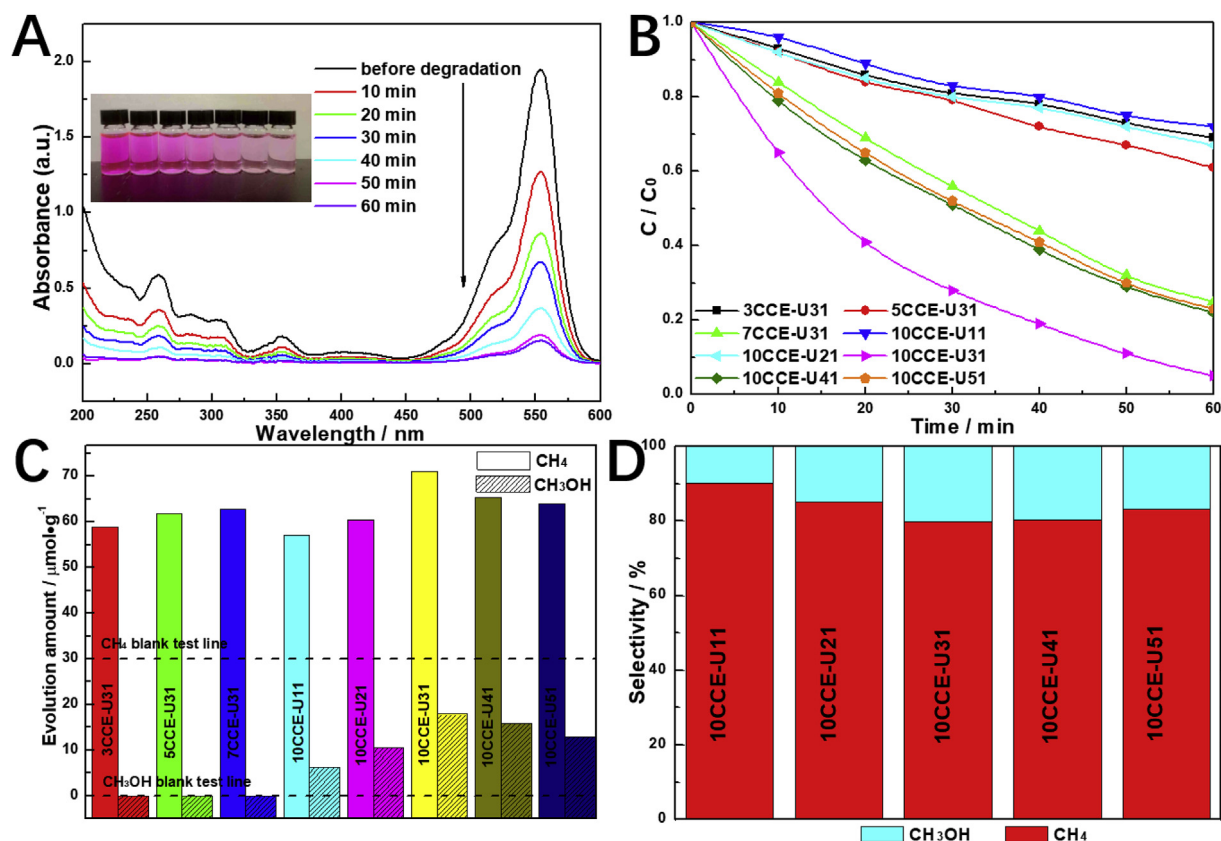 A
2.0
1.5
1.0
0.5
0.0
Absorbance (a.u.)
before degradation
10 min
20 min
30 min
40 min
50 min
60 min
200 250 300 350 400 450 500 550 600
Wavelength / nm
B
1.0
0.8
0.6
0.4
0.2
0.0
C / C₀
3CCE-U31 5CCE-U31
7CCE-U31 10CCE-U11
10CCE-U21 10CCE-U31
10CCE-U41 10CCE-U51
0 10 20 30 40 50 60
Time / min
C
70
60
50
40
30
20
10
0
Evolution amount / μmol•g⁻¹
CH₄
CH₃OH
CH₄ blank test line
3CCE-U31
5CCE-U31
7CCE-U31
10CCE-U11
10CCE-U21
10CCE-U31
10CCE-U41
10CCE-U51
CH₃OH blank test line
D
100
80
60
40
20
0
Selectivity / %
10CCE-U11
10CCE-U21
10CCE-U31
10CCE-U41
10CCE-U51
CH₃OH CH₄